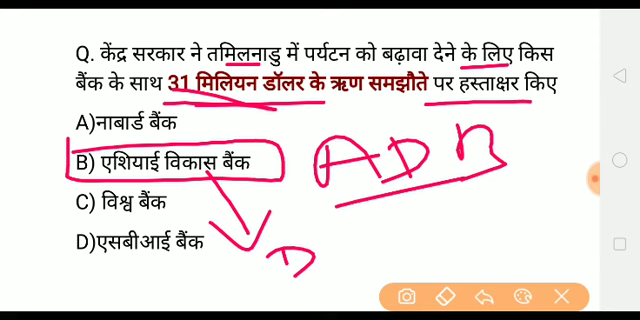 Q. केंद्र सरकार ने तमिलनाडु में पर्यटन को बढ़ावा देने के लिए किस
बैंक के साथ 31 मिलियन डॉलर के ऋण समझौते पर हस्ताक्षर किए
A)नाबार्ड बैंक
B) एशियाई विकास बैंक
ADB
C) विश्व बैंक
D)एसबीआई बैंक
D